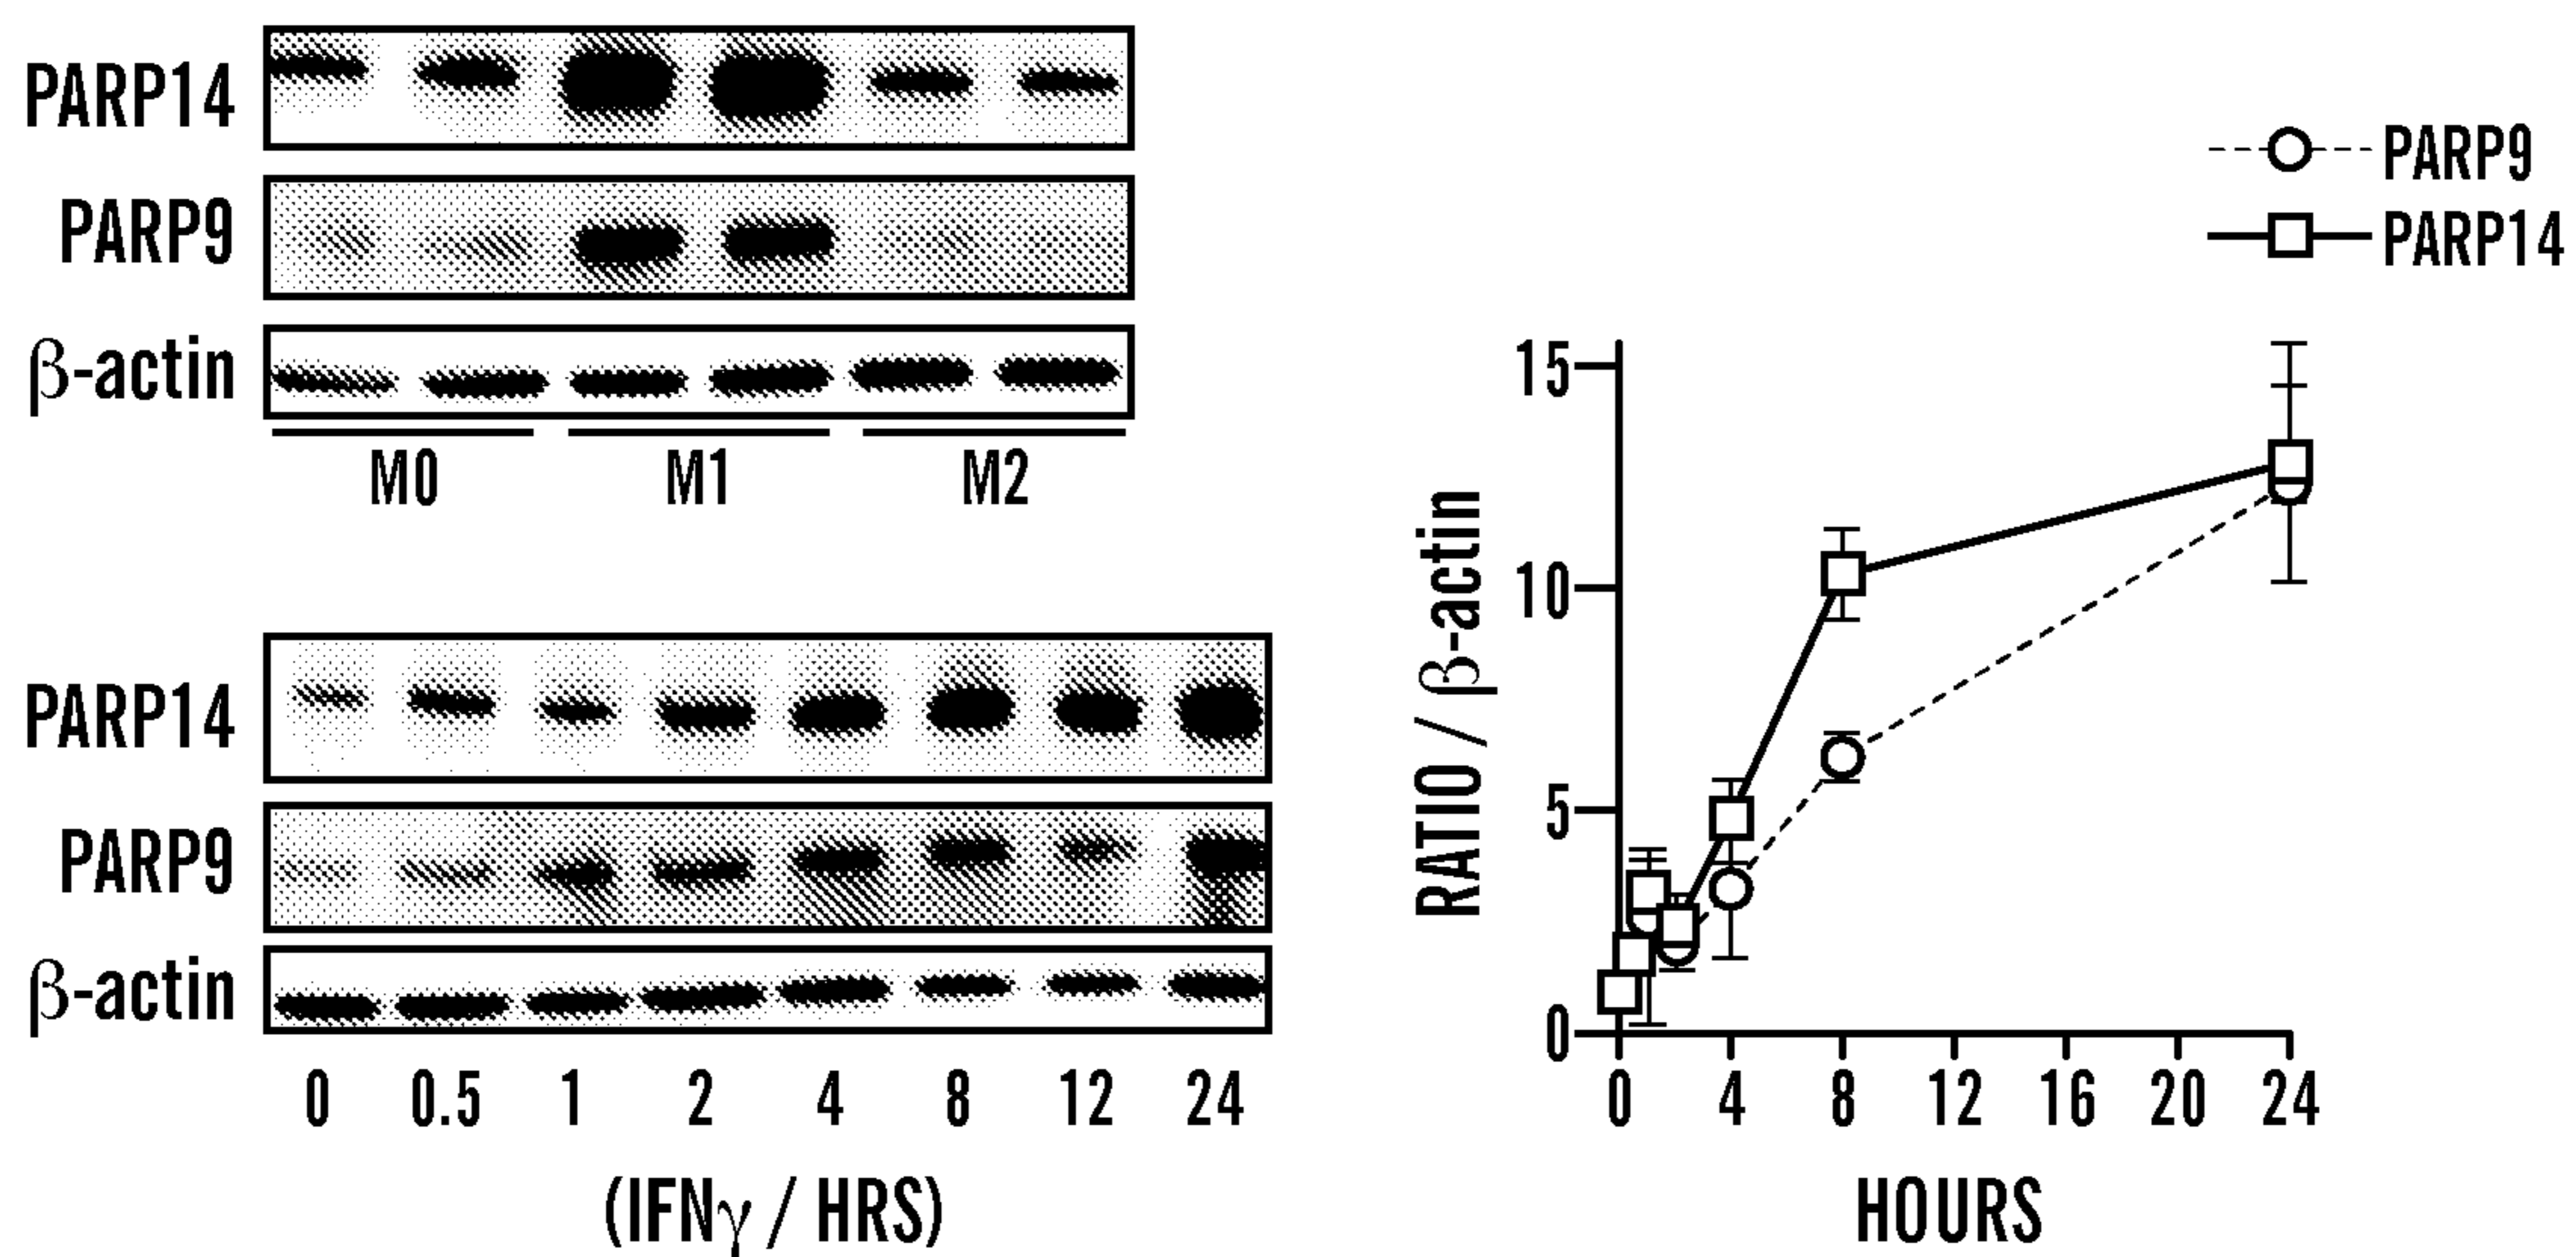 PARP14
PARP9
β-actin
M0 M1 M2
PARP14
PARP9
β-actin
0 0.5 1 2 4 8 12 24
(IFNγ / HRS)
PARP9
PARP14
RATIO / β-actin
15
10
5
0
0 4 8 12 16 20 24
HOURS